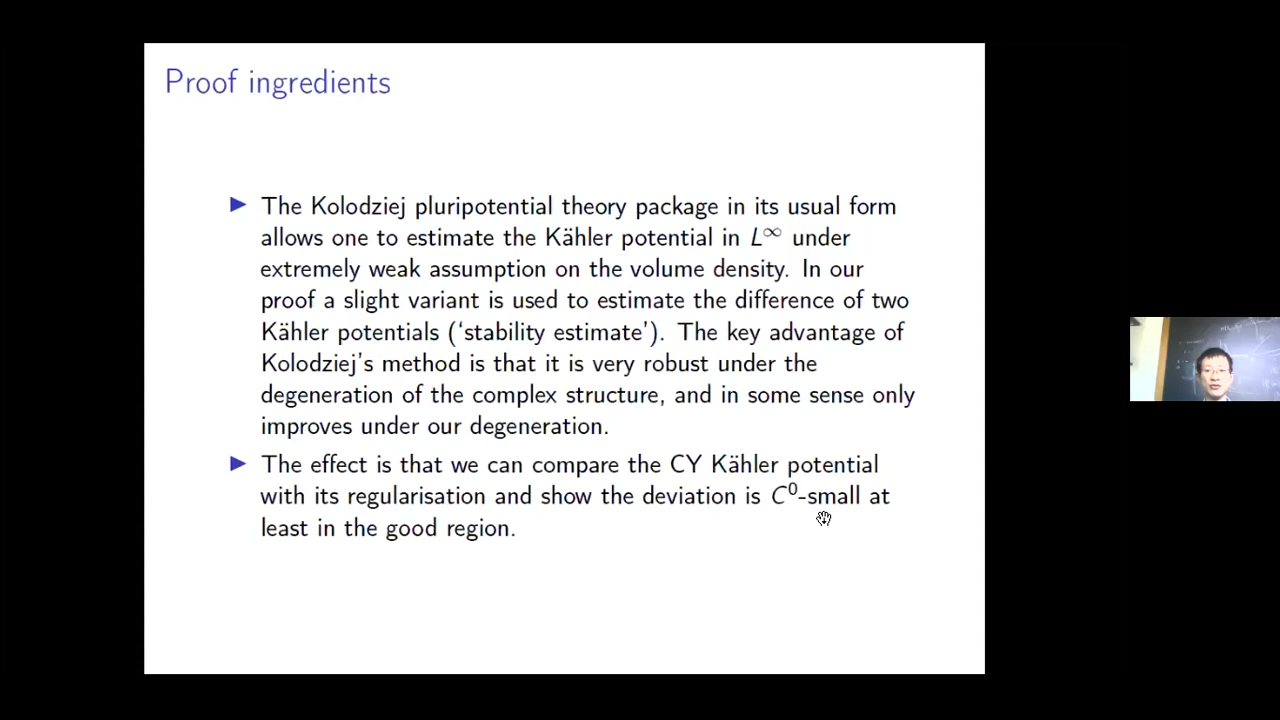 Proof ingredients
▶ The Kolodziej pluripotential theory package in its usual form
allows one to estimate the Kähler potential in L^∞ under
extremely weak assumption on the volume density. In our
proof a slight variant is used to estimate the difference of two
Kähler potentials (‘stability estimate’). The key advantage of
Kolodziej’s method is that it is very robust under the
degeneration of the complex structure, and in some sense only
improves under our degeneration.
▶ The effect is that we can compare the CY Kähler potential
with its regularisation and show the deviation is C^0-small at
least in the good region.